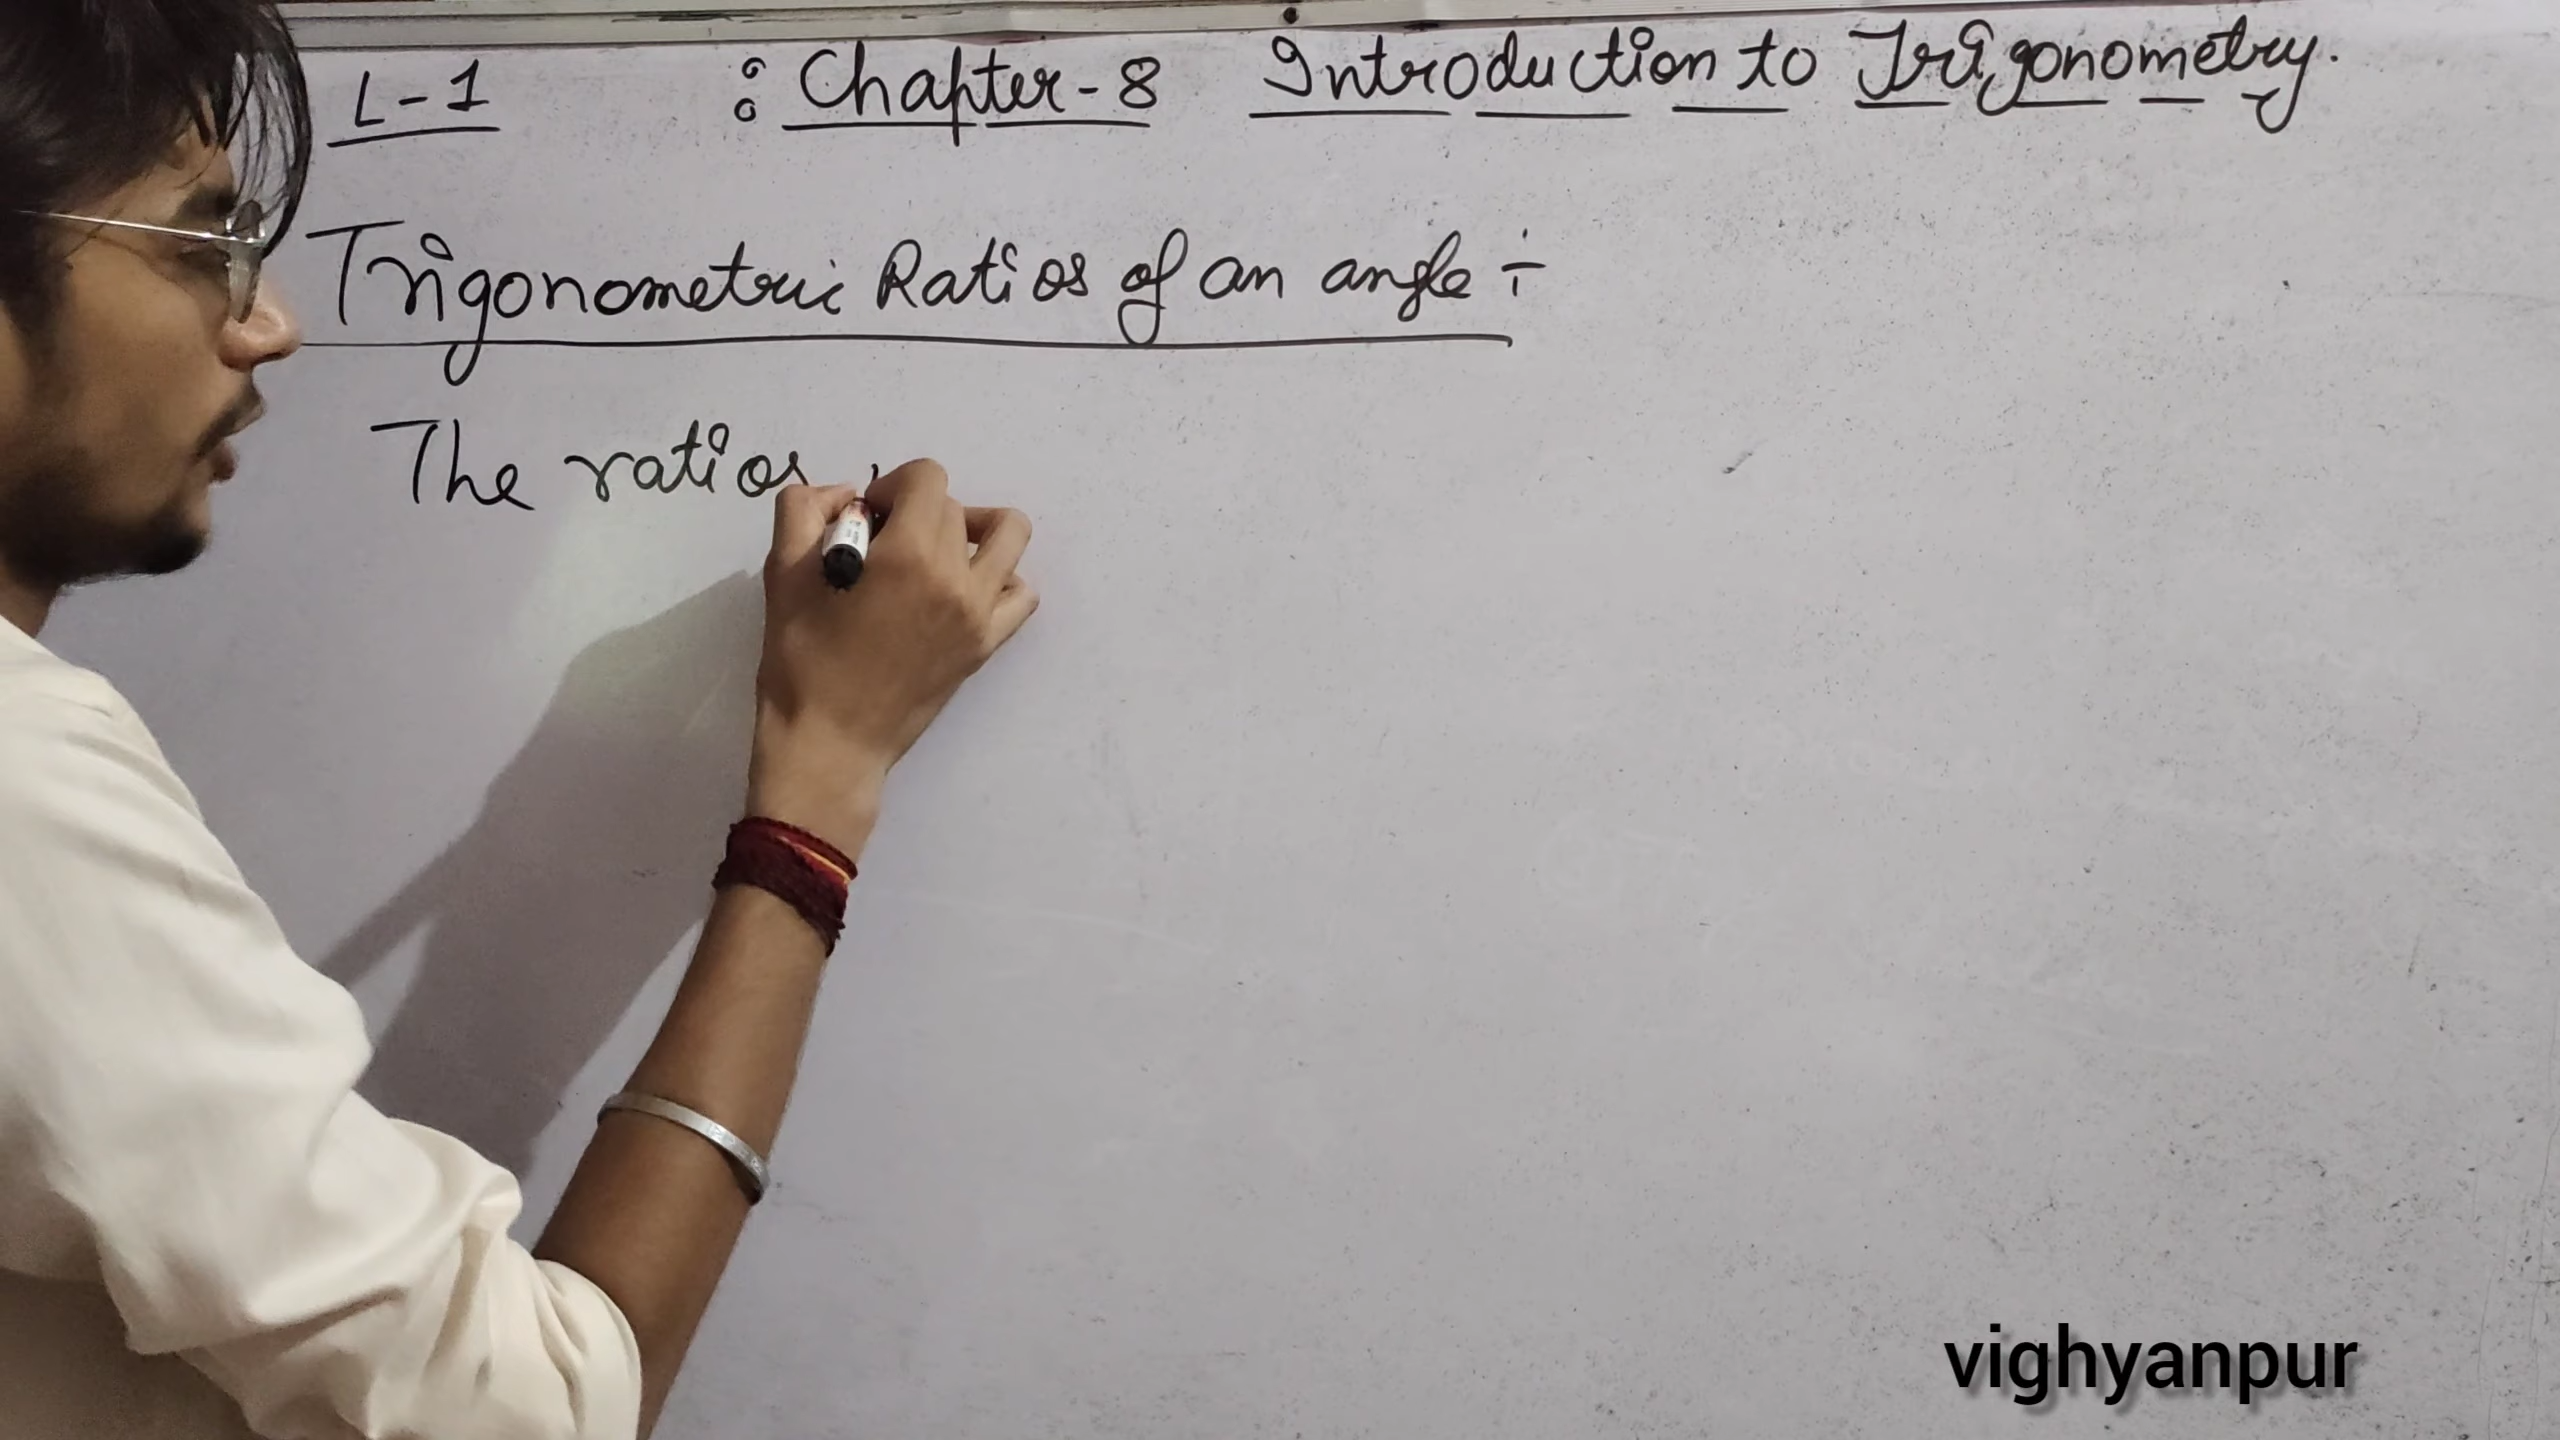 L-1 : Chapter-8 Introduction to Trigonometry.
Trigonometric Ratios of an angle ÷
The ratios
vighyanpur